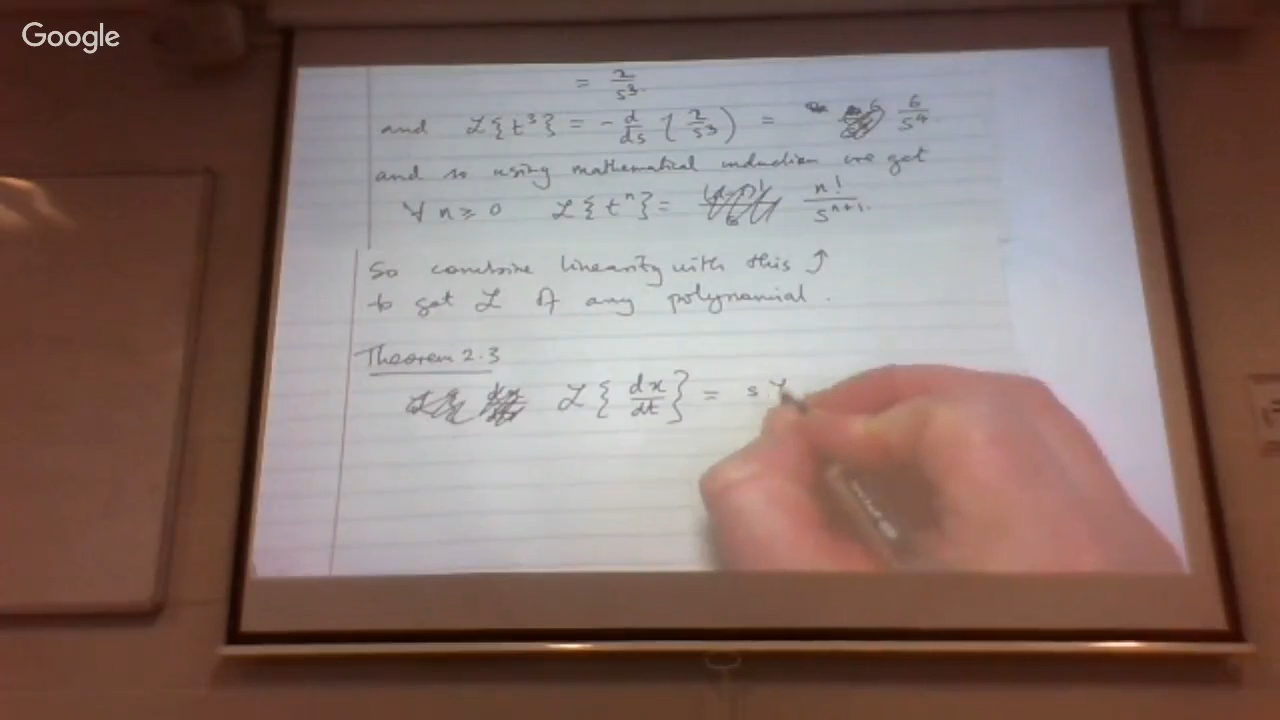 Google
= 2/s³.
and ℒ{t³} = -d/ds (2/s³) = 6/s⁴.
and so using mathematical induction we get
∀ n ≥ 0 ℒ{tⁿ} = n!/sⁿ⁺¹.
So combine linearity with this ↑
to get ℒ of any polynomial.
Theorem 2.3
ℒ{dx/dt} = s